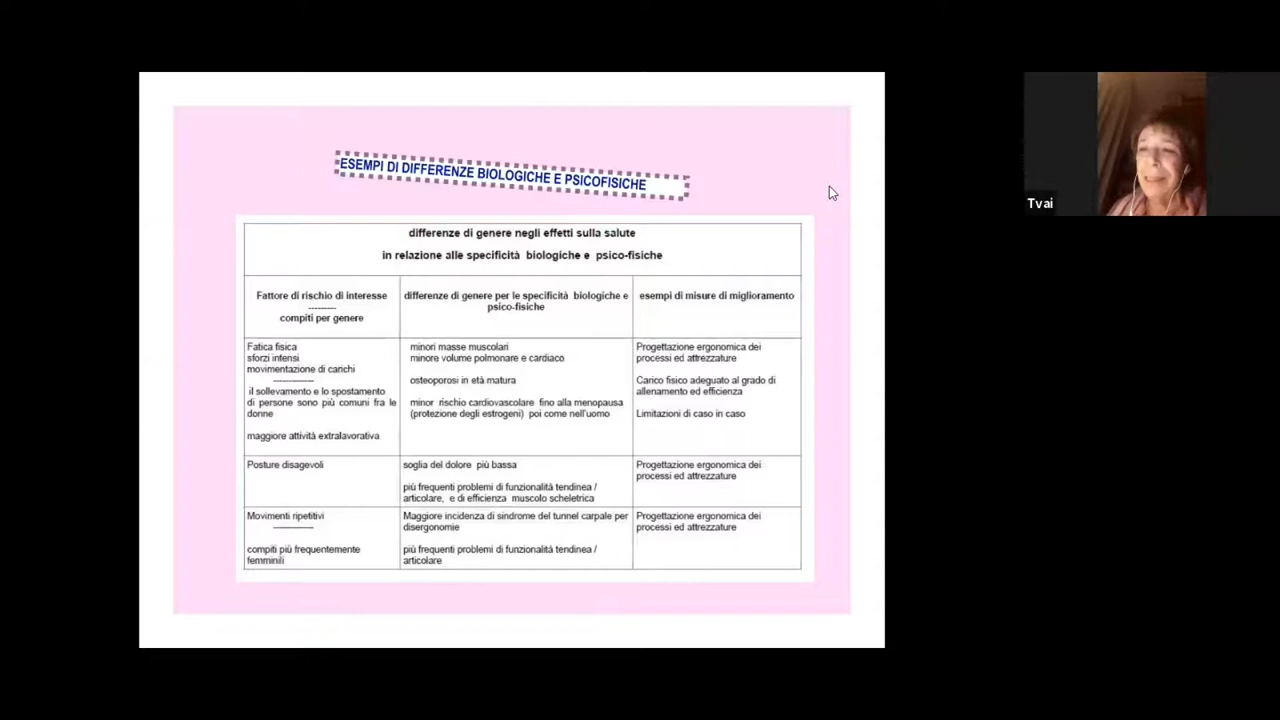 ESEMPI DI DIFFERENZE BIOLOGICHE E PSICOFISICHE
differenze di genere negli effetti sulla salute
in relazione alle specificità biologiche e psico-fisiche
Fattore di rischio di interesse
----------
compiti per genere
differenze di genere per le specificità biologiche e
psico-fisiche
esempi di misure di miglioramento
Fatica fisica
sforzi intensi
movimentazione di carichi
---------------
il sollevamento e lo spostamento
di persone sono più comuni fra le
donne
maggiore attività extralavorativa
minori masse muscolari
minore volume polmonare e cardiaco
osteoporosi in età matura
minor rischio cardiovascolare fino alla menopausa
(protezione degli estrogeni) poi come nell'uomo
Progettazione ergonomica dei
processi ed attrezzature
Carico fisico adeguato al grado di
allenamento ed efficienza
Limitazioni di caso in caso
Posture disagevoli
soglia del dolore più bassa
più frequenti problemi di funzionalità tendinea /
articolare, e di efficienza muscolo scheletrica
Progettazione ergonomica dei
processi ed attrezzature
Movimenti ripetitivi
---------------
compiti più frequentemente
femminili
Maggiore incidenza di sindrome del tunnel carpale per
disergonomie
più frequenti problemi di funzionalità tendinea /
articolare
Progettazione ergonomica dei
processi ed attrezzature
Tvai